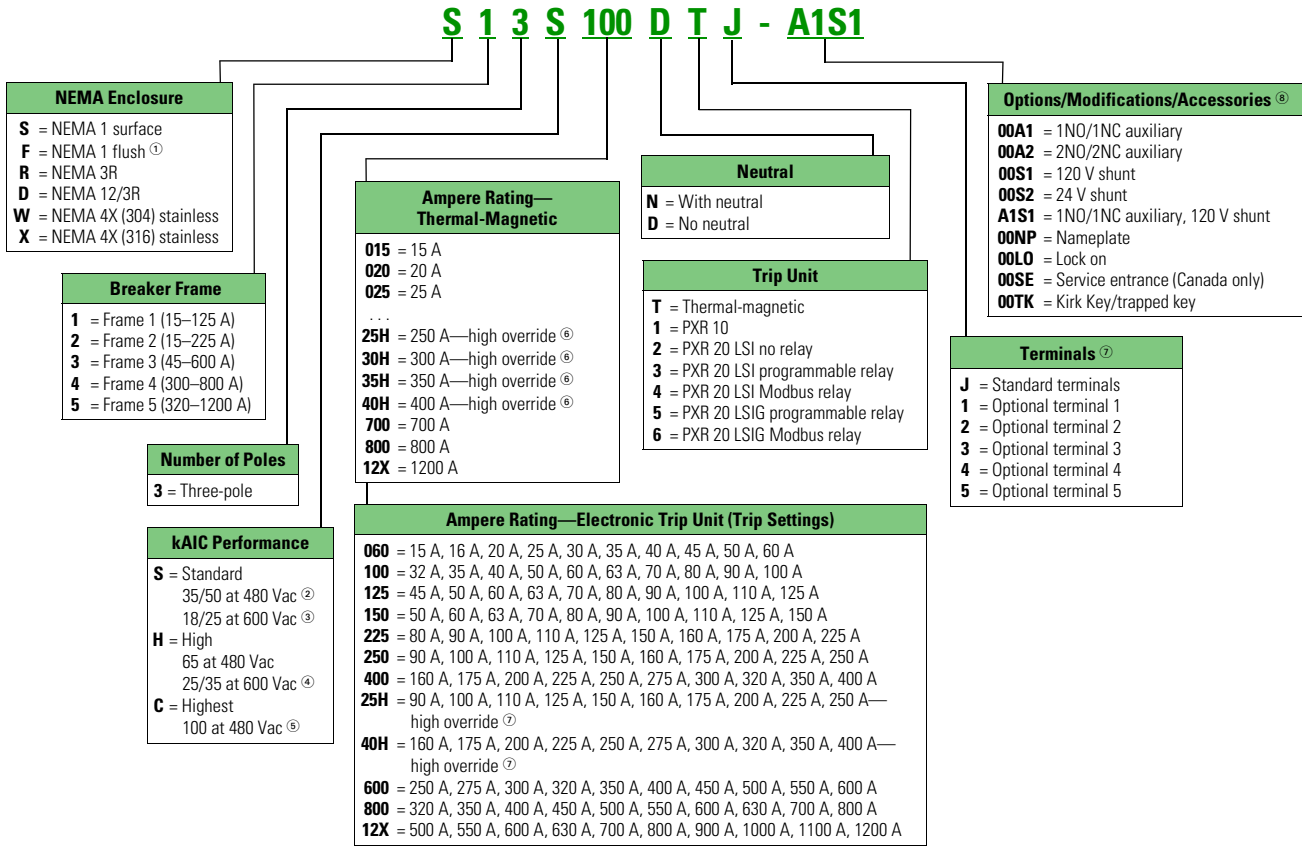 S 1 3 S 100 D T J - A1S1
NEMA Enclosure
S = NEMA 1 surface
F = NEMA 1 flush ①
R = NEMA 3R
D = NEMA 12/3R
W = NEMA 4X (304) stainless
X = NEMA 4X (316) stainless
Breaker Frame
1 = Frame 1 (15–125 A)
2 = Frame 2 (15–225 A)
3 = Frame 3 (45–600 A)
4 = Frame 4 (300–800 A)
5 = Frame 5 (320–1200 A)
Number of Poles
3 = Three-pole
kAIC Performance
S = Standard
35/50 at 480 Vac ②
18/25 at 600 Vac ③
H = High
65 at 480 Vac
25/35 at 600 Vac ④
C = Highest
100 at 480 Vac ⑤
Ampere Rating—
Thermal-Magnetic
015 = 15 A
020 = 20 A
025 = 25 A
. . .
25H = 250 A—high override ⑥
30H = 300 A—high override ⑥
35H = 350 A—high override ⑥
40H = 400 A—high override ⑥
700 = 700 A
800 = 800 A
12X = 1200 A
Ampere Rating—Electronic Trip Unit (Trip Settings)
060 = 15 A, 16 A, 20 A, 25 A, 30 A, 35 A, 40 A, 45 A, 50 A, 60 A
100 = 32 A, 35 A, 40 A, 50 A, 60 A, 63 A, 70 A, 80 A, 90 A, 100 A
125 = 45 A, 50 A, 60 A, 63 A, 70 A, 80 A, 90 A, 100 A, 110 A, 125 A
150 = 50 A, 60 A, 63 A, 70 A, 80 A, 90 A, 100 A, 110 A, 125 A, 150 A
225 = 80 A, 90 A, 100 A, 110 A, 125 A, 150 A, 160 A, 175 A, 200 A, 225 A
250 = 90 A, 100 A, 110 A, 125 A, 150 A, 160 A, 175 A, 200 A, 225 A, 250 A
400 = 160 A, 175 A, 200 A, 225 A, 250 A, 275 A, 300 A, 320 A, 350 A, 400 A
25H = 90 A, 100 A, 110 A, 125 A, 150 A, 160 A, 175 A, 200 A, 225 A, 250 A—
high override ⑦
40H = 160 A, 175 A, 200 A, 225 A, 250 A, 275 A, 300 A, 320 A, 350 A, 400 A—
high override ⑦
600 = 250 A, 275 A, 300 A, 320 A, 350 A, 400 A, 450 A, 500 A, 550 A, 600 A
800 = 320 A, 350 A, 400 A, 450 A, 500 A, 550 A, 600 A, 630 A, 700 A, 800 A
12X = 500 A, 550 A, 600 A, 630 A, 700 A, 800 A, 900 A, 1000 A, 1100 A, 1200 A
Neutral
N = With neutral
D = No neutral
Trip Unit
T = Thermal-magnetic
1 = PXR 10
2 = PXR 20 LSI no relay
3 = PXR 20 LSI programmable relay
4 = PXR 20 LSI Modbus relay
5 = PXR 20 LSIG programmable relay
6 = PXR 20 LSIG Modbus relay
Options/Modifications/Accessories ⑧
00A1 = 1NO/1NC auxiliary
00A2 = 2NO/2NC auxiliary
00S1 = 120 V shunt
00S2 = 24 V shunt
A1S1 = 1NO/1NC auxiliary, 120 V shunt
00NP = Nameplate
00LO = Lock on
00SE = Service entrance (Canada only)
00TK = Kirk Key/trapped key
Terminals ⑦
J = Standard terminals
1 = Optional terminal 1
2 = Optional terminal 2
3 = Optional terminal 3
4 = Optional terminal 4
5 = Optional terminal 5